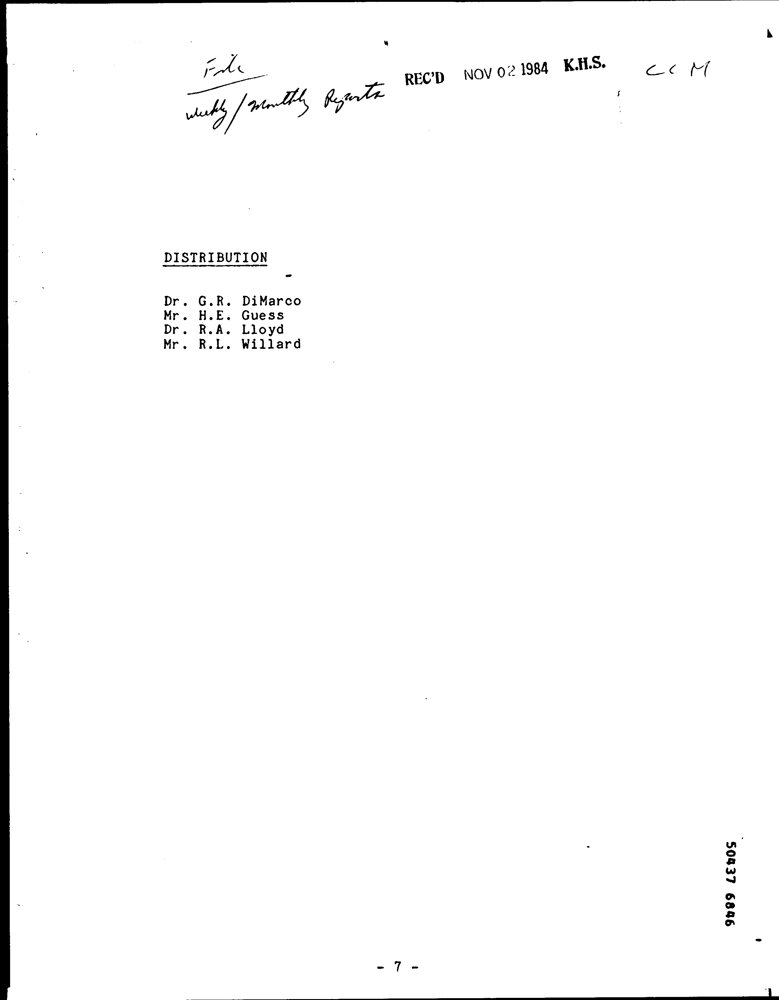 File
REC'D NOV 02 1984 K.H.S.
CCM
Weekly/Monthly Reports
DISTRIBUTION
Dr. G.R. DiMarco
Mr. H.E. Guess
Dr. R.A. Lloyd
Mr. R.L. Willard
50437 6846
- 7 -